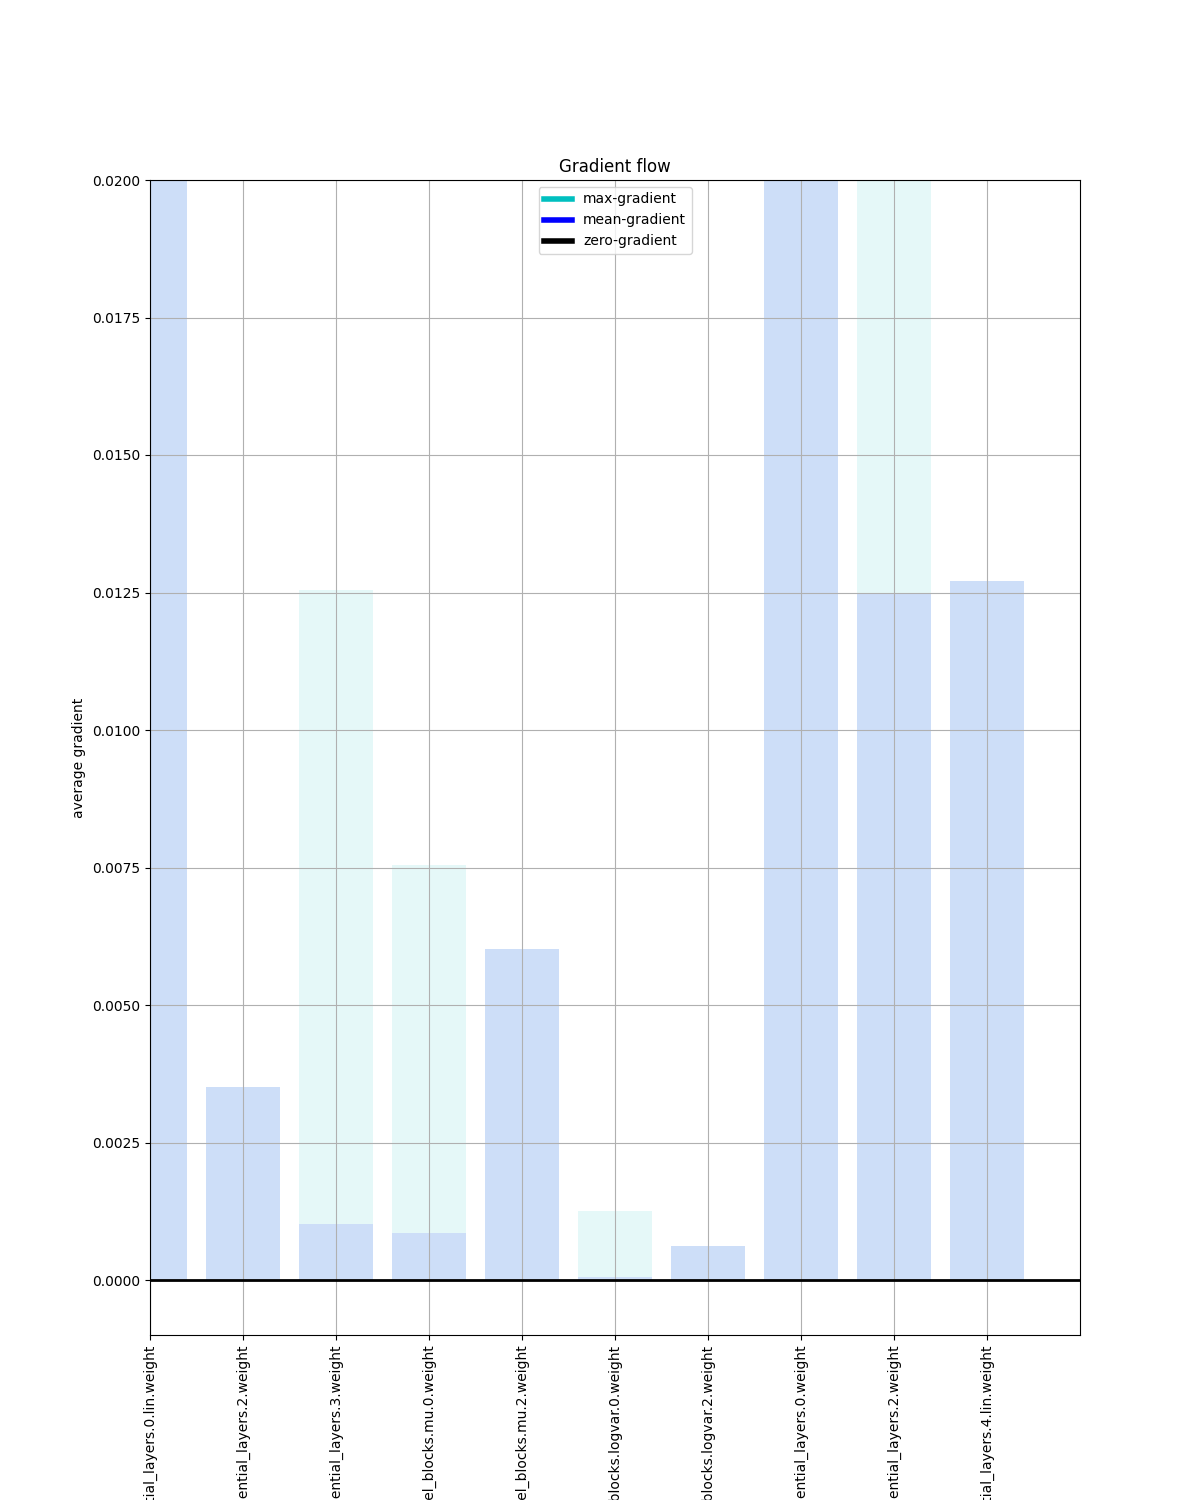 Gradient flow
max-gradient
mean-gradient
zero-gradient
0.0200
0.0175
0.0150
0.0125
0.0100
0.0075
0.0050
0.0025
0.0000
average gradient
tial_layers.0.lin.weight
ential_layers.2.weight
ential_layers.3.weight
el_blocks.mu.0.weight
el_blocks.mu.2.weight
blocks.logvar.0.weight
blocks.logvar.2.weight
ential_layers.0.weight
ential_layers.2.weight
tial_layers.4.lin.weight